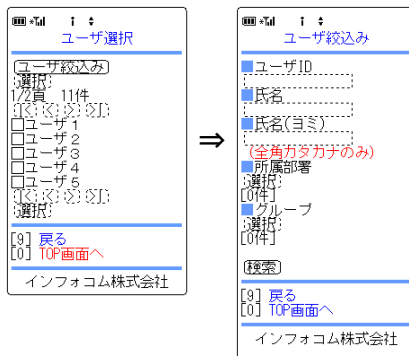 ユーザ選択
ユーザ絞込み
選択
1/2頁 11件
|< < > >|
ユーザ1
ユーザ2
ユーザ3
ユーザ4
ユーザ5
|< < > >|
選択
[9] 戻る
[0] TOP画面へ
インフォコム株式会社
⇒
ユーザ絞込み
■ユーザID
■氏名
■氏名(ヨミ)
(全角カタカナのみ)
■所属部署
選択
[0件]
■グループ
選択
[0件]
検索
[9] 戻る
[0] TOP画面へ
インフォコム株式会社